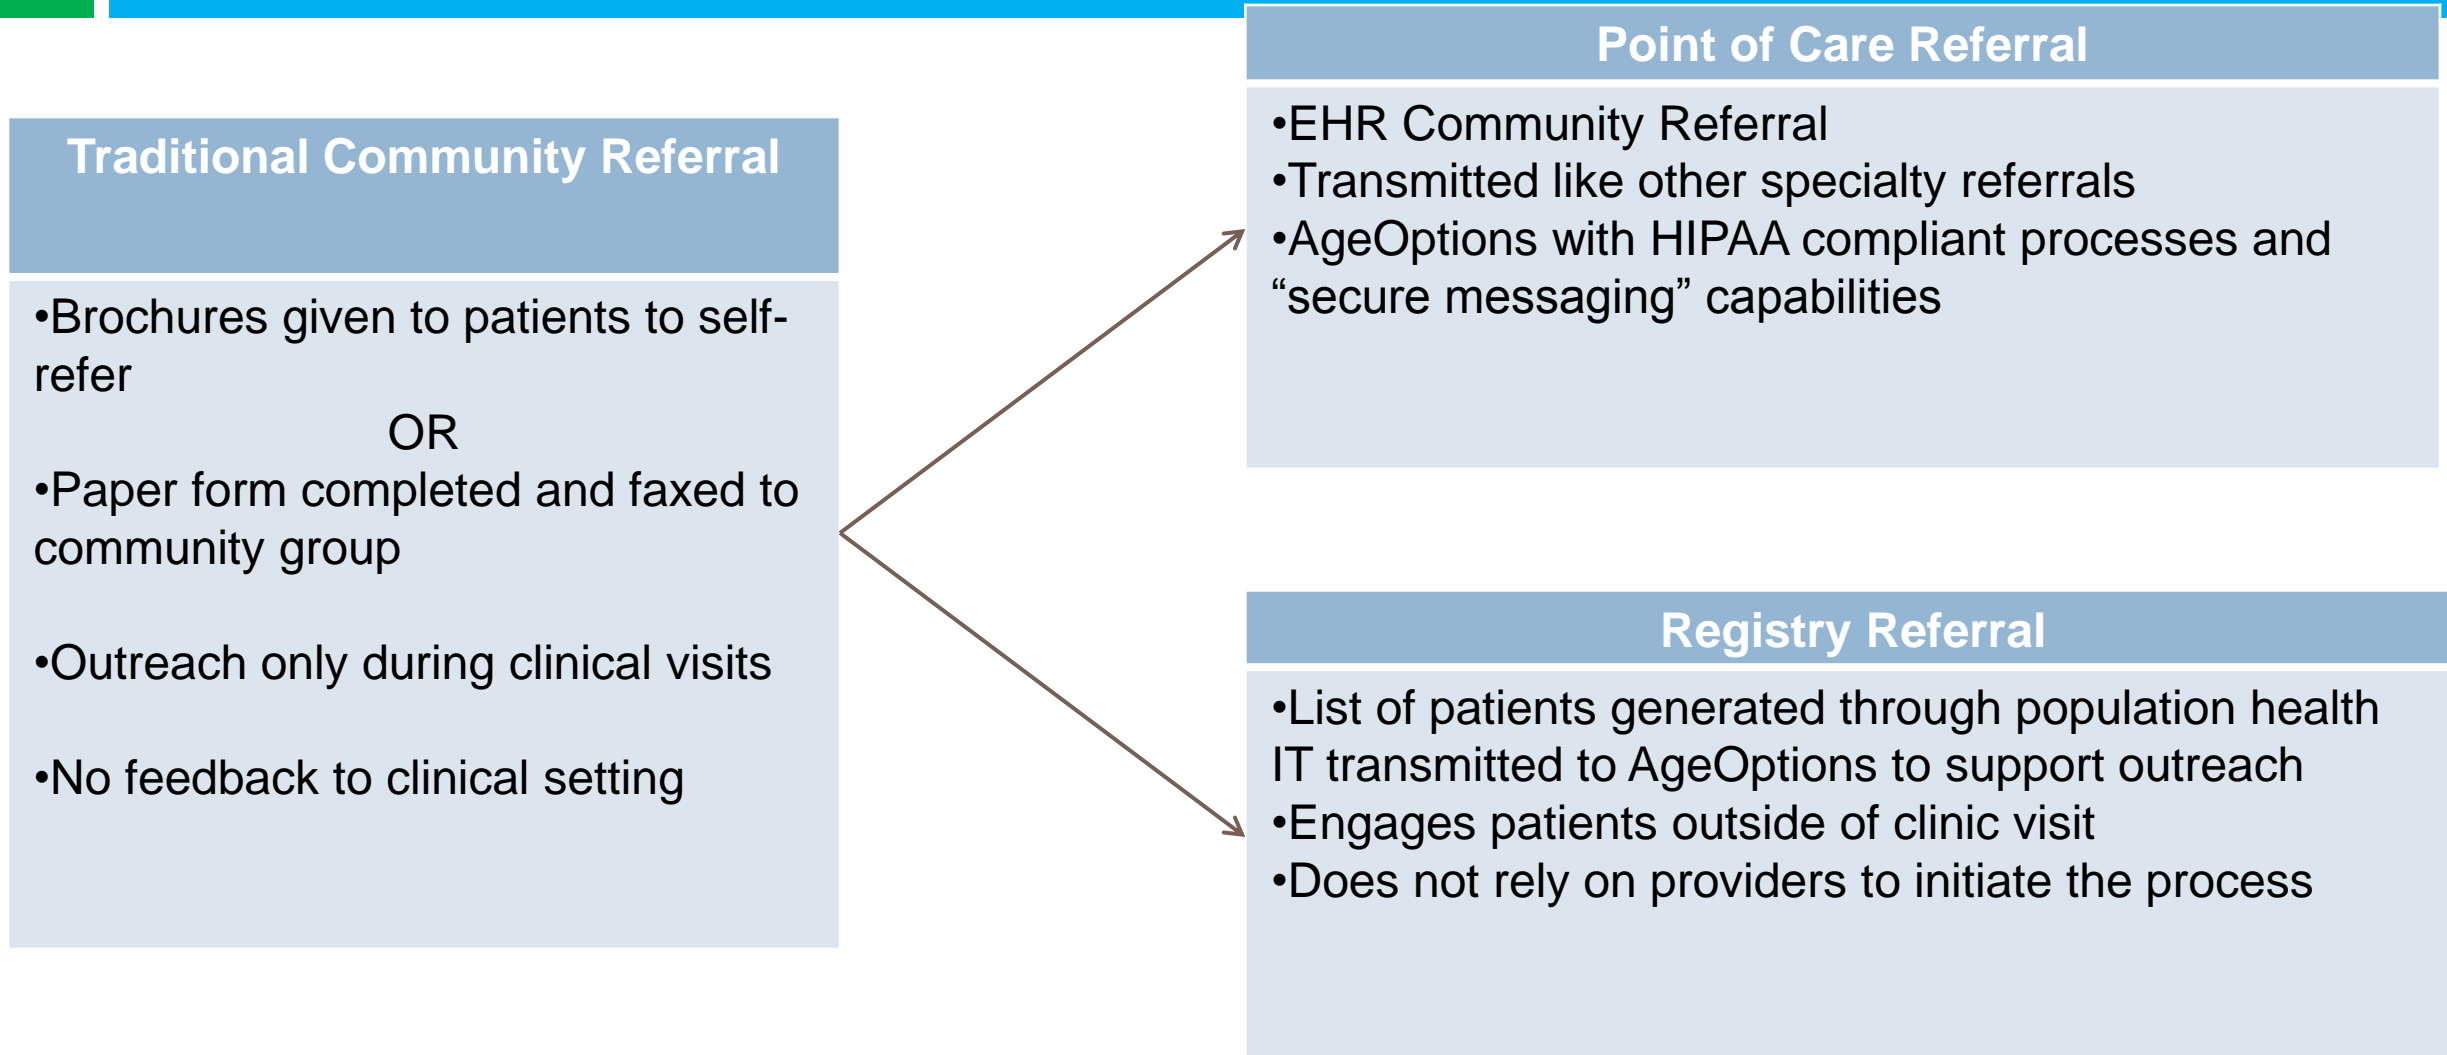 Traditional Community Referral
•Brochures given to patients to self-
refer
OR
•Paper form completed and faxed to
community group
•Outreach only during clinical visits
•No feedback to clinical setting
Point of Care Referral
•EHR Community Referral
•Transmitted like other specialty referrals
•AgeOptions with HIPAA compliant processes and
“secure messaging” capabilities
Registry Referral
•List of patients generated through population health
IT transmitted to AgeOptions to support outreach
•Engages patients outside of clinic visit
•Does not rely on providers to initiate the process